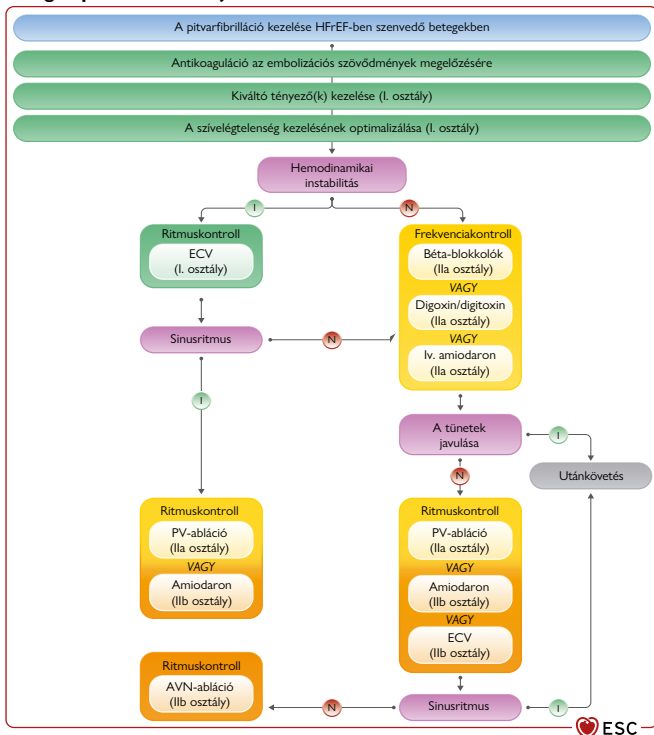 A pitvarfibrilláció kezelése HFrEF-ben szenvedő betegekben
Antikoaguláció az embolizációs szövődmények megelőzésére
Kiváltó tényező(k) kezelése (I. osztály)
A szívelégtelenség kezelésének optimalizálása (I. osztály)
Hemodinamikai
instabilitás
I
N
Ritmuskontroll
ECV
(I. osztály)
Frekvenciakontroll
Béta-blokkolók
(IIa osztály)
VAGY
Digoxin/digitoxin
(IIa osztály)
VAGY
Iv. amiodaron
(IIa osztály)
Sinusritmus
N
I
A tünetek
javulása
I
N
Utánkövetés
Ritmuskontroll
PV-abláció
(IIa osztály)
VAGY
Amiodaron
(IIb osztály)
Ritmuskontroll
PV-abláció
(IIa osztály)
VAGY
Amiodaron
(IIb osztály)
VAGY
ECV
(IIb osztály)
Ritmuskontroll
AVN-abláció
(IIb osztály)
N
Sinusritmus
I
ESC